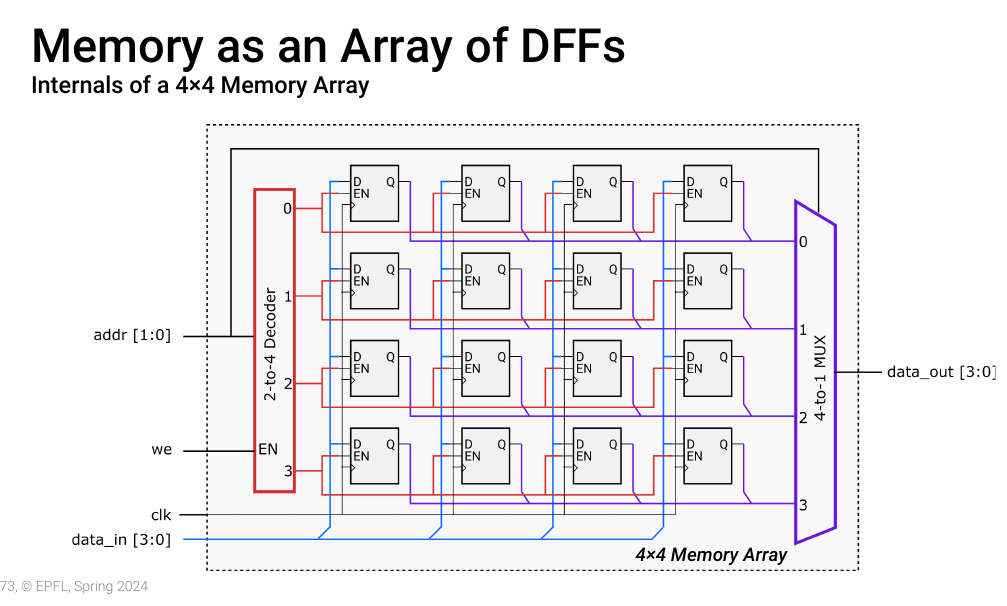 Memory as an Array of DFFs
Internals of a 4×4 Memory Array
D Q D Q D Q D Q
EN EN EN EN
0
0
D Q D Q D Q D Q
EN EN EN EN
1
1
addr [1:0]
2-to-4 Decoder
4-to-1 MUX
D Q D Q D Q D Q
EN EN EN EN
data_out [3:0]
2
2
D Q D Q D Q D Q
we
EN
EN EN EN EN
3
3
clk
data_in [3:0]
4×4 Memory Array
73, © EPFL, Spring 2024